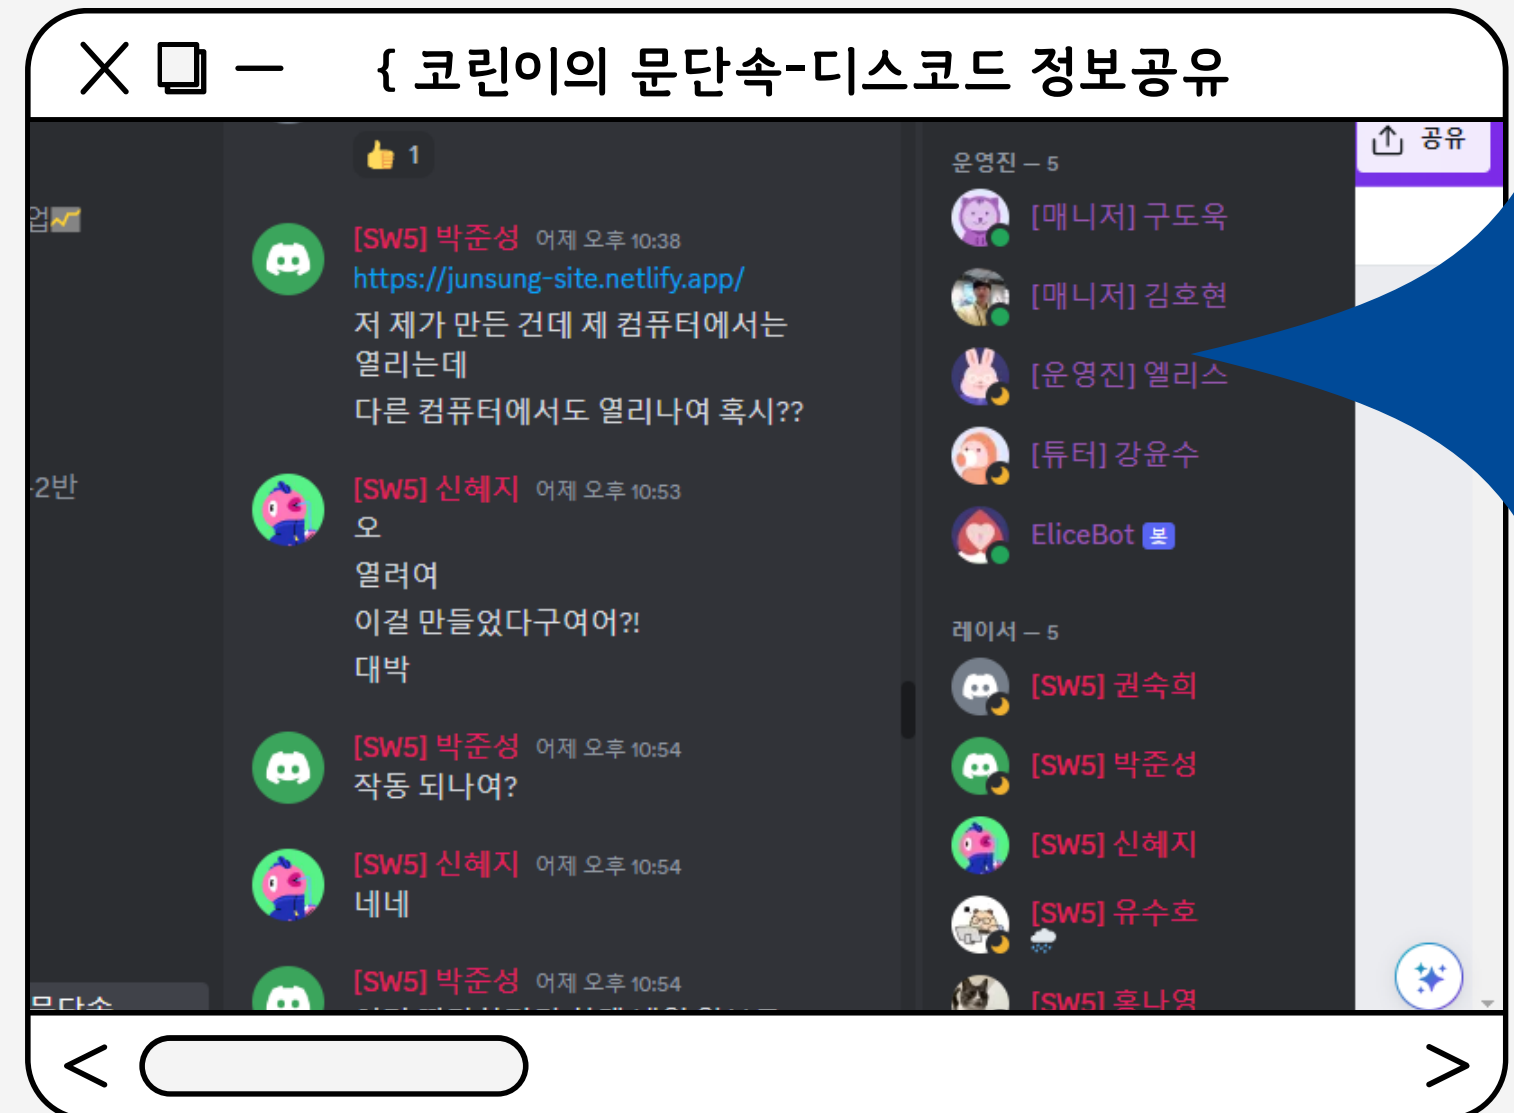 { 코린이의 문단속-디스코드 정보공유
👍 1
업📈
[SW5] 박준성 어제 오후 10:38
https://junsung-site.netlify.app/
저 제가 만든 건데 제 컴퓨터에서는
열리는데
다른 컴퓨터에서도 열리나여 혹시??
-2반
[SW5] 신혜지 어제 오후 10:53
오
열려여
이걸 만들었다구여어?!
대박
[SW5] 박준성 어제 오후 10:54
작동 되나여?
[SW5] 신혜지 어제 오후 10:54
네네
[SW5] 박준성 어제 오후 10:54
문단속
운영진 — 5
[매니저] 구도욱
[매니저] 김호현
[운영진] 엘리스
[튜터] 강윤수
EliceBot 봇
레이서 — 5
[SW5] 권숙희
[SW5] 박준성
[SW5] 신혜지
[SW5] 유수호
🌧
[SW5] 홍나영
공유